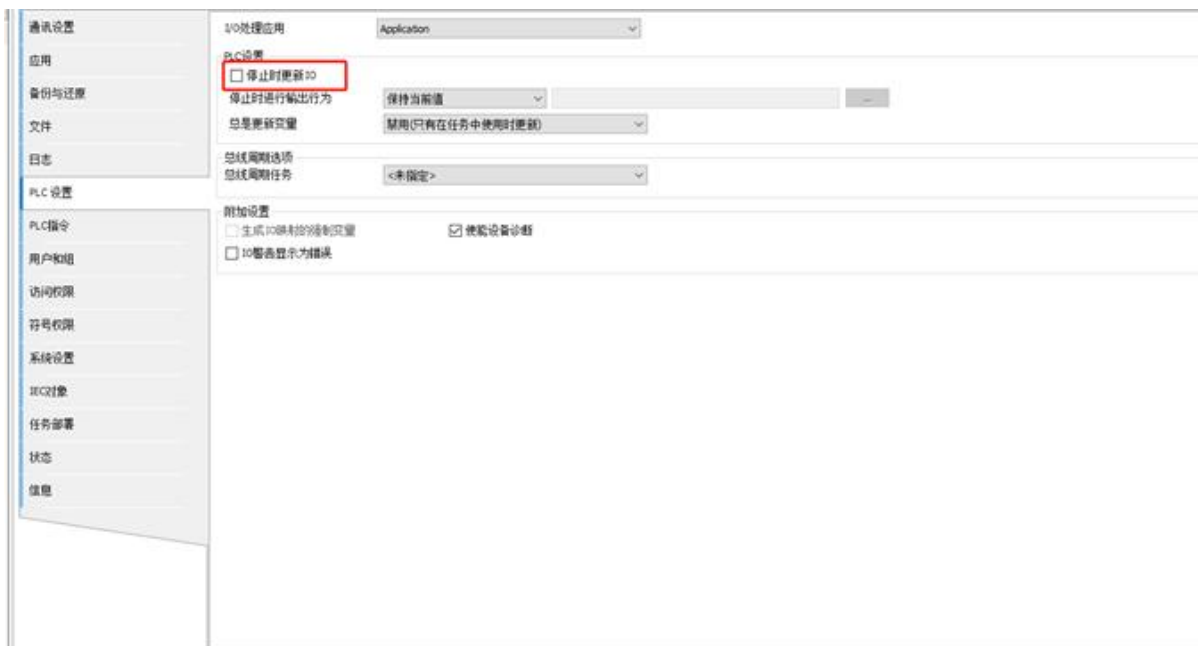 通讯设置
应用
备份与还原
文件
日志
PLC 设置
PLC指令
用户和组
访问权限
符号权限
系统设置
IEC对象
任务部署
状态
信息
I/O处理应用 Application
PLC设置
停止时更新IO
停止时进行输出行为 保持当前值 ...
总是更新变量 禁用(只有在任务中使用时更新)
总线周期选项
总线周期任务 <未指定>
附加设置
生成IO映射的强制变量 使能设备诊断
IO警告显示为错误